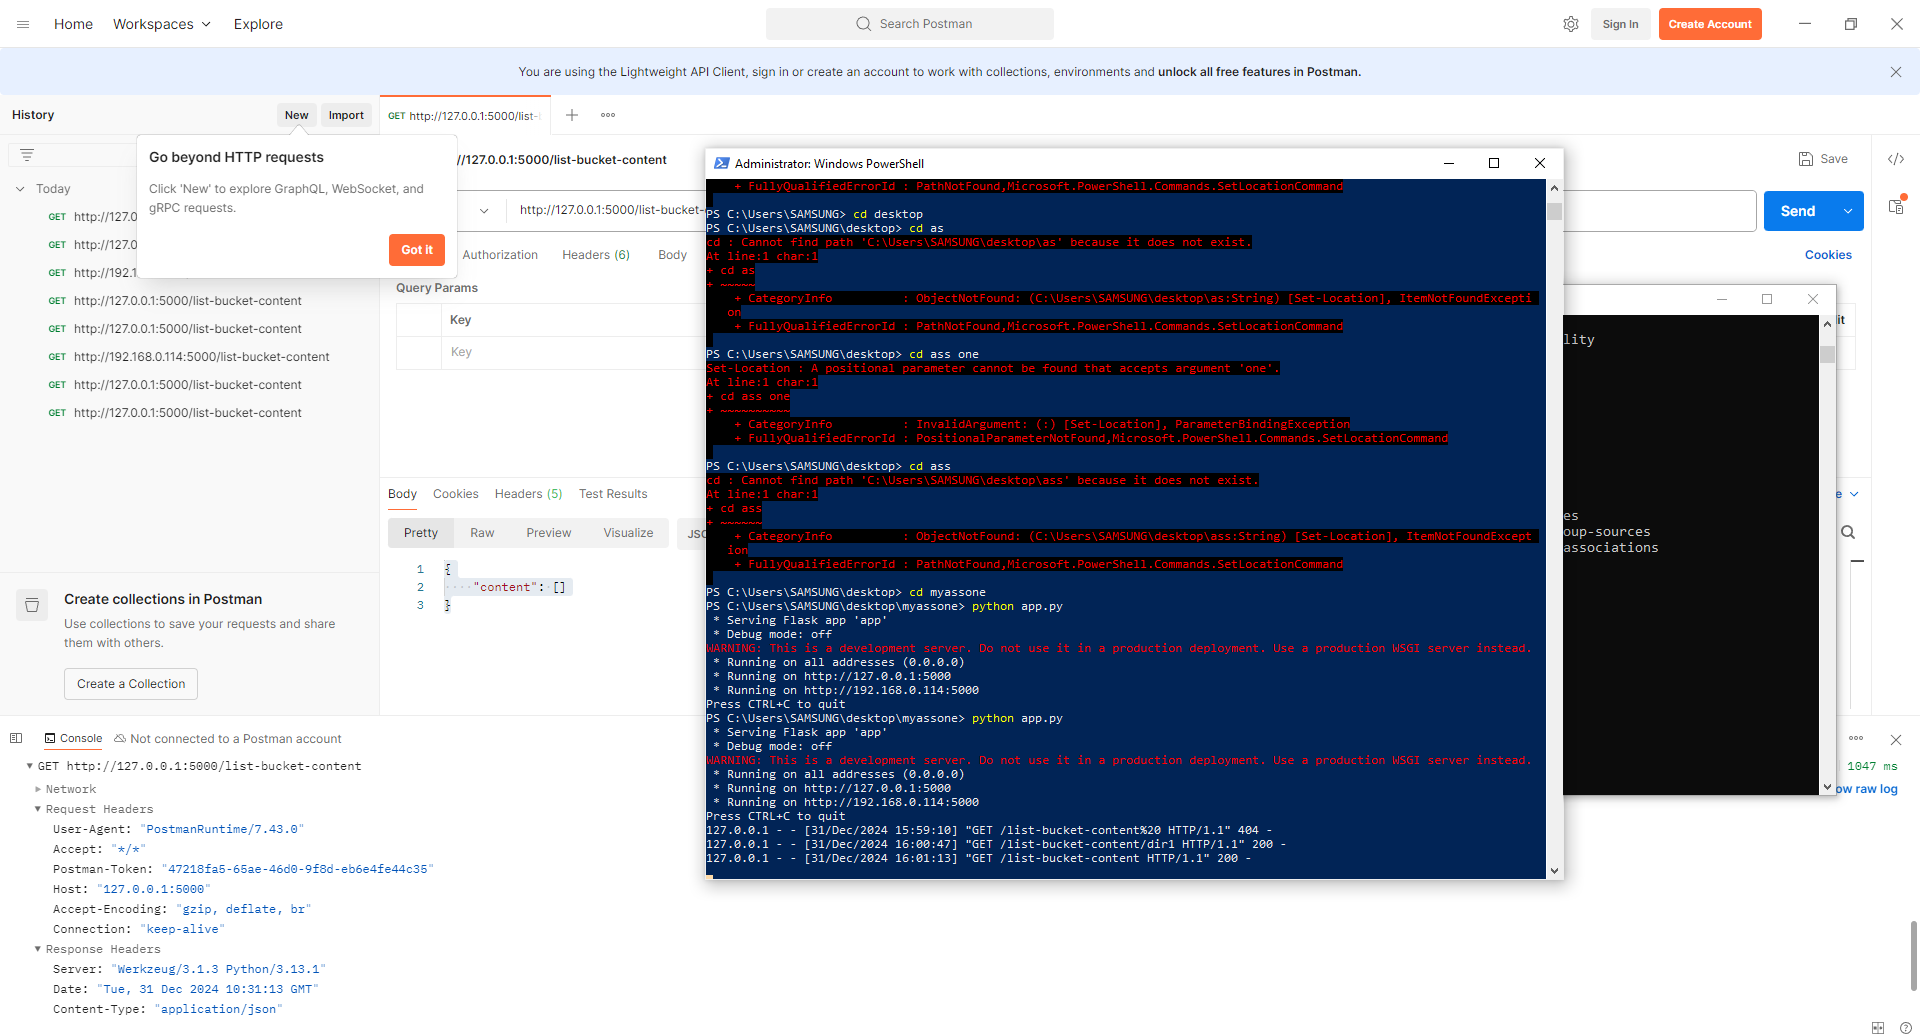 Home
Workspaces
Explore
Search Postman
Sign In
Create Account
You are using the Lightweight API Client, sign in or create an account to work with collections, environments and unlock all free features in Postman.
History
New
Import
GET http://127.0.0.1:5000/list-
Go beyond HTTP requests
Click 'New' to explore GraphQL, WebSocket, and
gRPC requests.
Got it
Today
GET http://127.0
GET http://127.0
GET http://192.1
GET http://127.0.0.1:5000/list-bucket-content
GET http://127.0.0.1:5000/list-bucket-content
GET http://192.168.0.114:5000/list-bucket-content
GET http://127.0.0.1:5000/list-bucket-content
GET http://127.0.0.1:5000/list-bucket-content
Create collections in Postman
Use collections to save your requests and share
them with others.
Create a Collection
//127.0.0.1:5000/list-bucket-content
Save
http://127.0.0.1:5000/list-bucket-
Send
Authorization
Headers (6)
Body
Cookies
Query Params
Key
Key
it
Body
Cookies
Headers (5)
Test Results
e
Pretty
Raw
Preview
Visualize
JSO
1 {
2 "content": []
3 }
Administrator: Windows PowerShell
+ FullyQualifiedErrorId : PathNotFound,Microsoft.PowerShell.Commands.SetLocationCommand
PS C:\Users\SAMSUNG> cd desktop
PS C:\Users\SAMSUNG\desktop> cd as
cd : Cannot find path 'C:\Users\SAMSUNG\desktop\as' because it does not exist.
At line:1 char:1
+ cd as
+ ~~~~~
+ CategoryInfo : ObjectNotFound: (C:\Users\SAMSUNG\desktop\as:String) [Set-Location], ItemNotFoundExcepti
on
+ FullyQualifiedErrorId : PathNotFound,Microsoft.PowerShell.Commands.SetLocationCommand
PS C:\Users\SAMSUNG\desktop> cd ass one
Set-Location : A positional parameter cannot be found that accepts argument 'one'.
At line:1 char:1
+ cd ass one
+ ~~~~~~~~~~
+ CategoryInfo : InvalidArgument: (:) [Set-Location], ParameterBindingException
+ FullyQualifiedErrorId : PositionalParameterNotFound,Microsoft.PowerShell.Commands.SetLocationCommand
PS C:\Users\SAMSUNG\desktop> cd ass
cd : Cannot find path 'C:\Users\SAMSUNG\desktop\ass' because it does not exist.
At line:1 char:1
+ cd ass
+ ~~~~~~
+ CategoryInfo : ObjectNotFound: (C:\Users\SAMSUNG\desktop\ass:String) [Set-Location], ItemNotFoundExcept
ion
+ FullyQualifiedErrorId : PathNotFound,Microsoft.PowerShell.Commands.SetLocationCommand
PS C:\Users\SAMSUNG\desktop> cd myassone
PS C:\Users\SAMSUNG\desktop\myassone> python app.py
* Serving Flask app 'app'
* Debug mode: off
WARNING: This is a development server. Do not use it in a production deployment. Use a production WSGI server instead.
* Running on all addresses (0.0.0.0)
* Running on http://127.0.0.1:5000
* Running on http://192.168.0.114:5000
Press CTRL+C to quit
PS C:\Users\SAMSUNG\desktop\myassone> python app.py
* Serving Flask app 'app'
* Debug mode: off
WARNING: This is a development server. Do not use it in a production deployment. Use a production WSGI server instead.
* Running on all addresses (0.0.0.0)
* Running on http://127.0.0.1:5000
* Running on http://192.168.0.114:5000
Press CTRL+C to quit
127.0.0.1 - - [31/Dec/2024 15:59:10] "GET /list-bucket-content%20 HTTP/1.1" 404 -
127.0.0.1 - - [31/Dec/2024 16:00:47] "GET /list-bucket-content/dir1 HTTP/1.1" 200 -
127.0.0.1 - - [31/Dec/2024 16:01:13] "GET /list-bucket-content HTTP/1.1" 200 -
lity
es
oup-sources
associations
Console
Not connected to a Postman account
GET http://127.0.0.1:5000/list-bucket-content
1047 ms
Network
ow raw log
Request Headers
User-Agent: "PostmanRuntime/7.43.0"
Accept: "*/*"
Postman-Token: "47218fa5-65ae-46d0-9f8d-eb6e4fe44c35"
Host: "127.0.0.1:5000"
Accept-Encoding: "gzip, deflate, br"
Connection: "keep-alive"
Response Headers
Server: "Werkzeug/3.1.3 Python/3.13.1"
Date: "Tue, 31 Dec 2024 10:31:13 GMT"
Content-Type: "application/json"